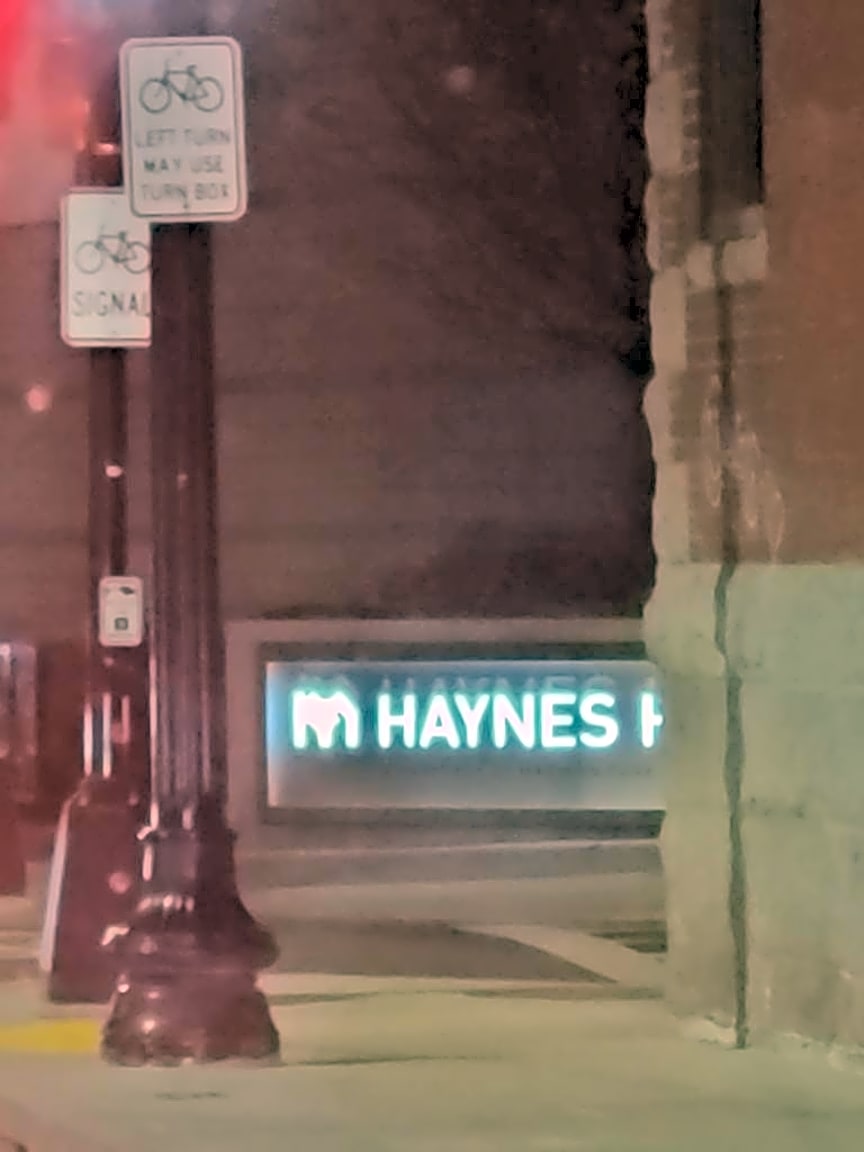 LEFT TURN
MAY USE
TURN BOX
SIGNAL
HAYNES H